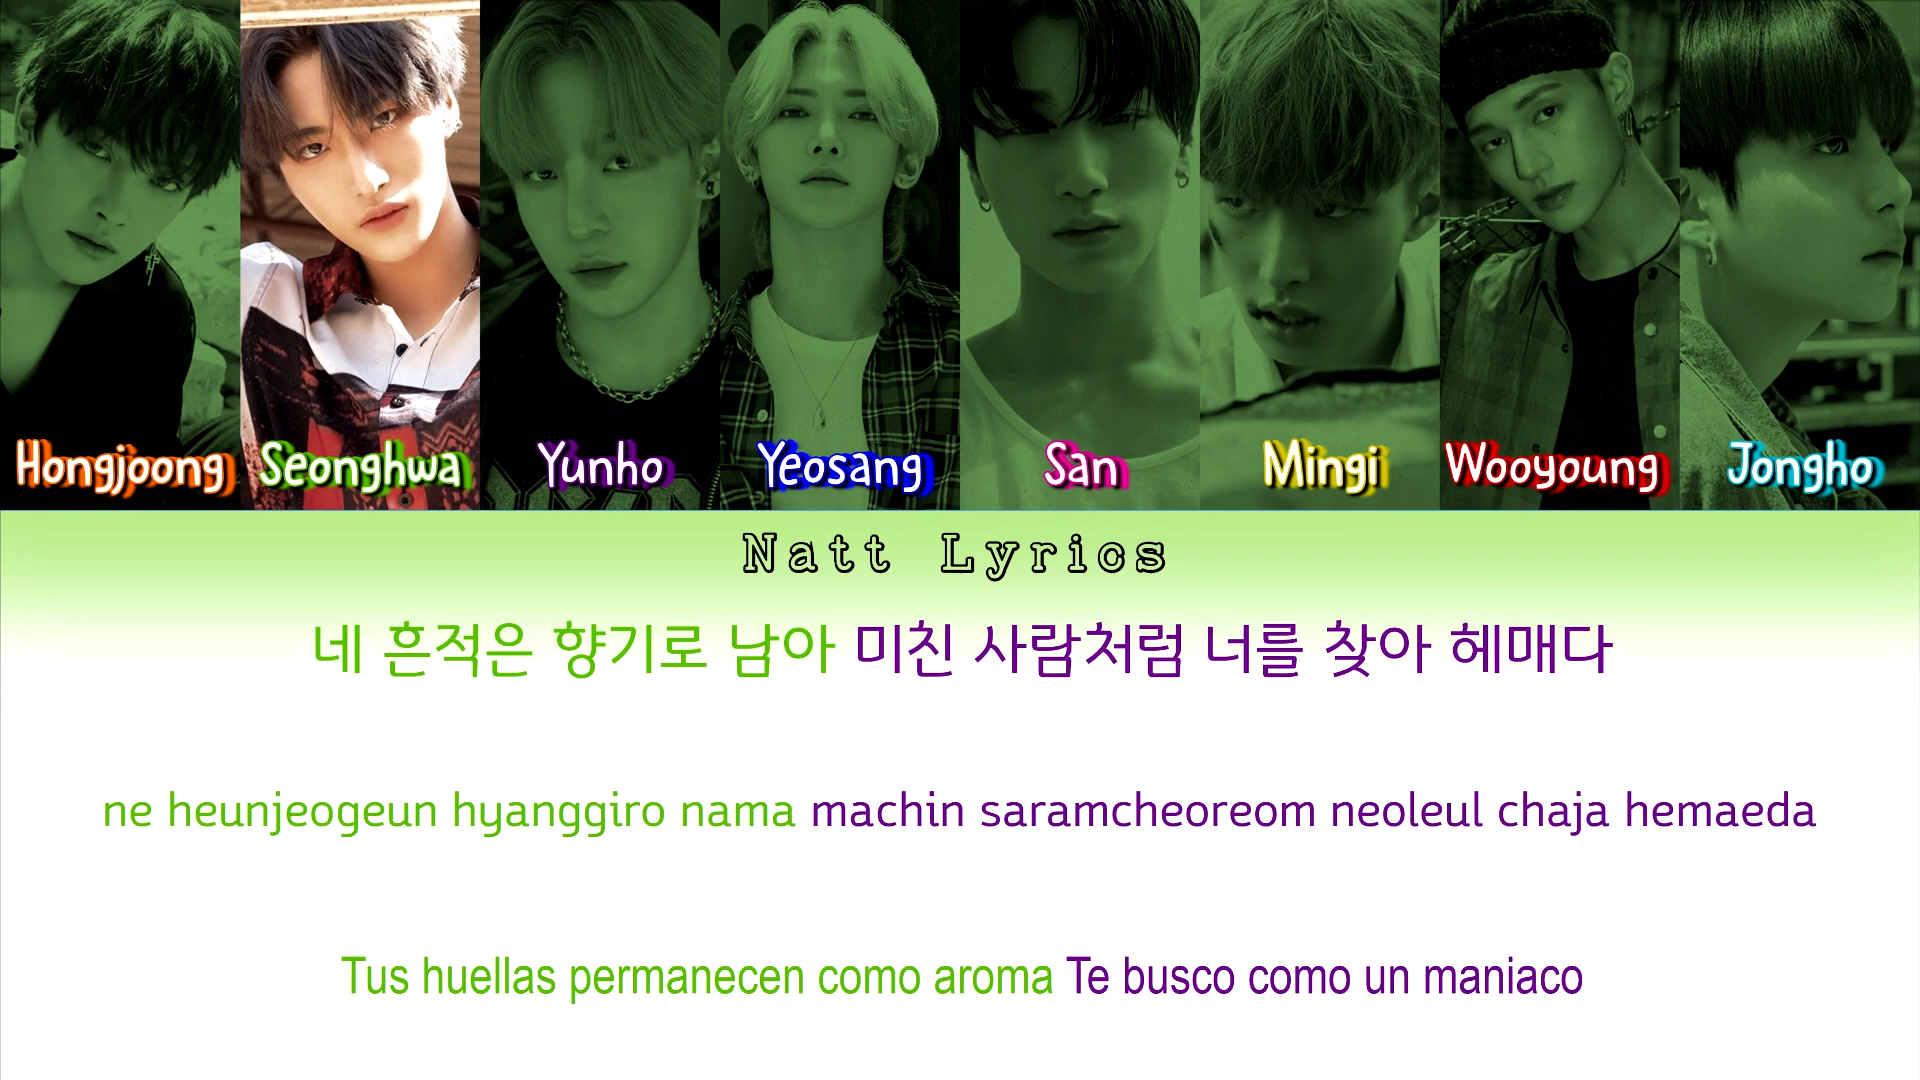 Hongjoong Seonghwa Yunho Yeosang San Mingi Wooyoung Jongho
Natt Lyrics
네 흔적은 향기로 남아 미친 사람처럼 너를 찾아 헤매다
ne heunjeogeun hyanggiro nama machin saramcheoreom neoleul chaja hemaeda
Tus huellas permanecen como aroma Te busco como un maniaco